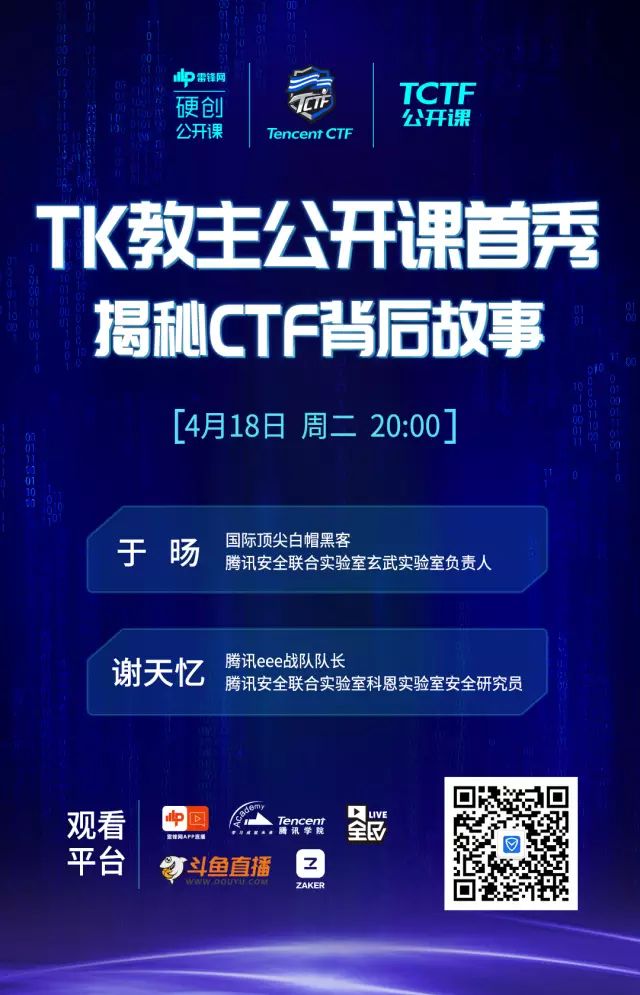 雷锋网
硬创
公开课
TCTF
Tencent CTF
TCTF
公开课
TK教主公开课首秀
揭秘CTF背后故事
[4月18日 周二 20:00]
于 旸
国际顶尖白帽黑客
腾讯安全联合实验室玄武实验室负责人
谢天忆
腾讯eee战队队长
腾讯安全联合实验室科恩实验室安全研究员
观看
平台
雷锋网APP直播
Academy
Tencent
腾讯学院
学习成就未来
LIVE
全民
斗鱼直播
WWW.DOUYU.COM
Z
ZAKER